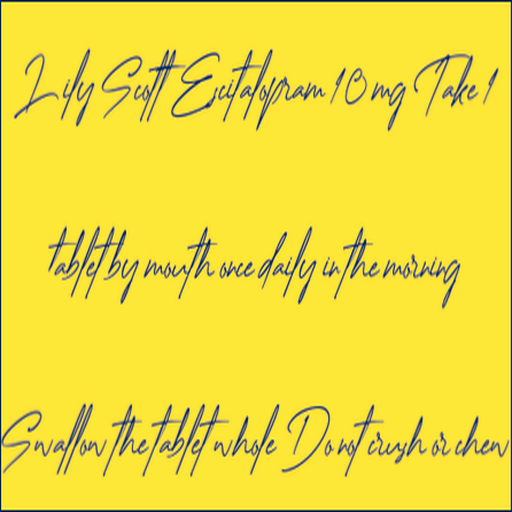 Lily Scott Escitalopram 10 mg Take 1
tablet by mouth once daily in the morning
Swallow the tablet whole Do not crush or chew